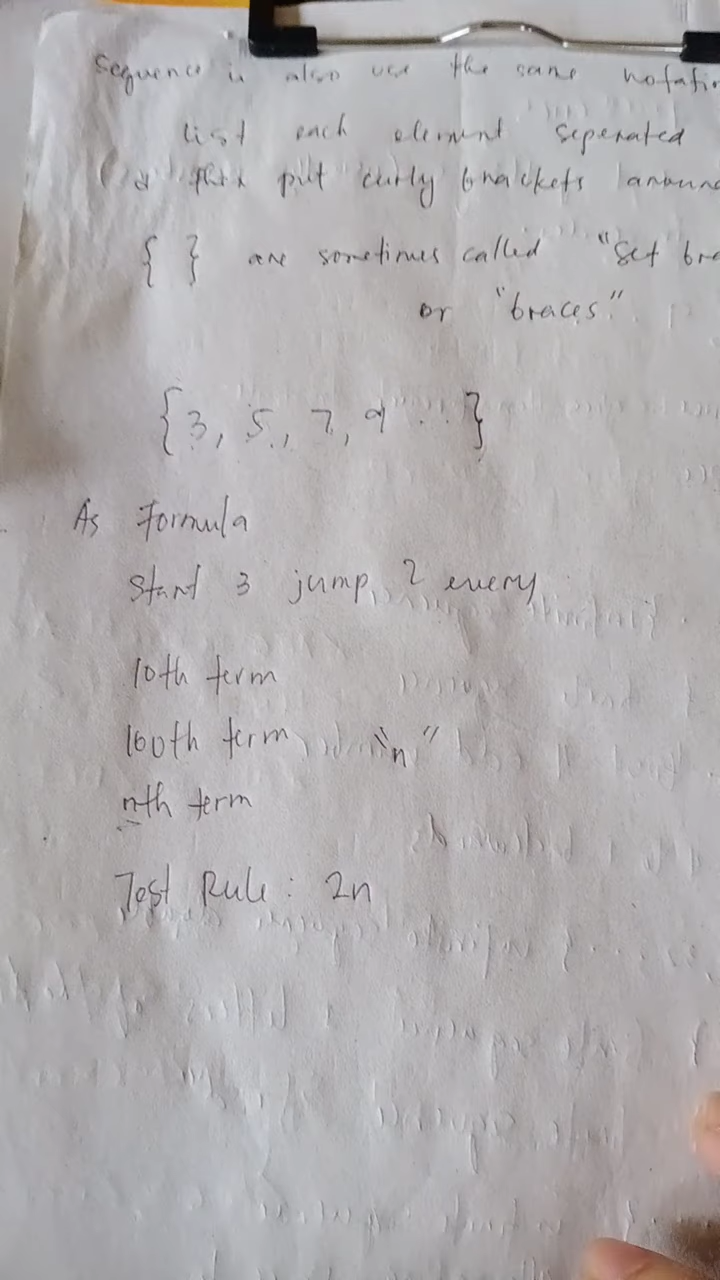 Sequence is also use the same notatio
list each element seperated
& then put curly brackets around
{ } are sometimes called "set bra
or "braces."
{3, 5, 7, 9 . . . }
As Formula
Start 3 jump 2 every
10th term
100th term "n"
nth term
Test Rule : 2n